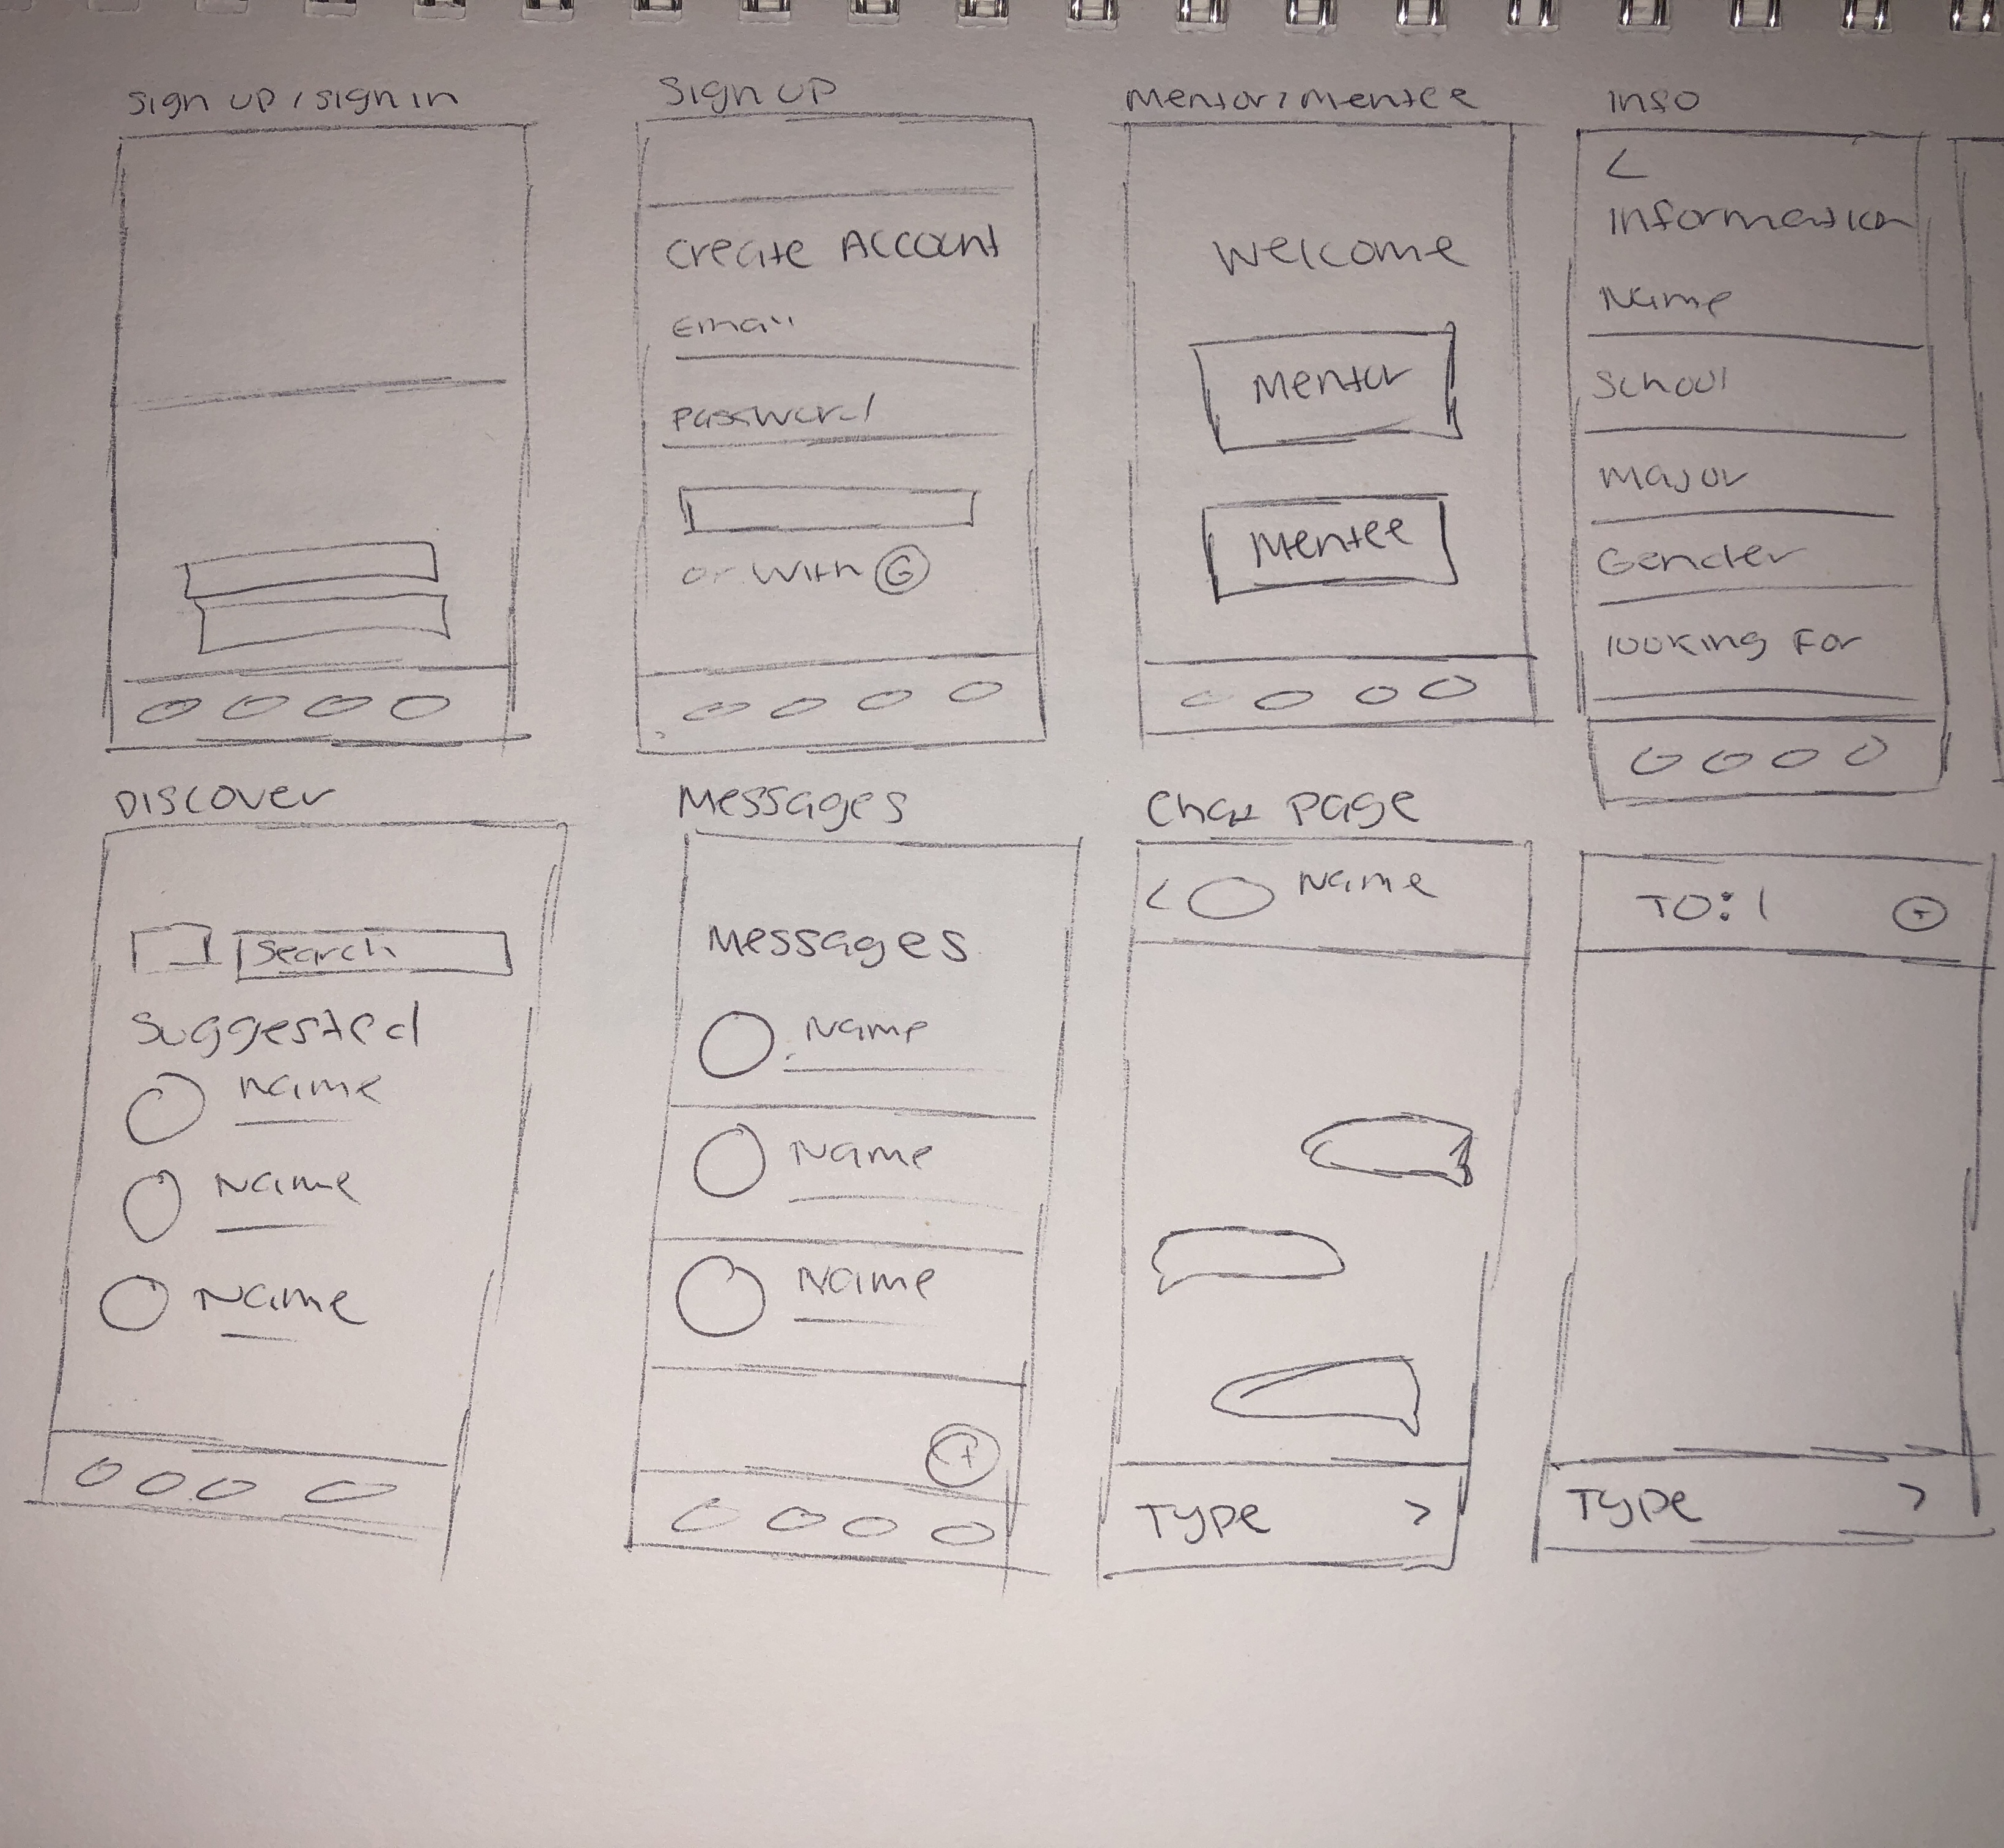 sign up / sign in
Sign up
Create Account
Email
Password
or with G
mentor/mentee
Welcome
Mentor
Mentee
info
<
Information
Name
School
Major
Gender
looking for
Discover
Search
Suggested
Name
Name
Name
Messages
Messages
Name
Name
Name
+
Chat page
< Name
Type >
TO: | +
Type >